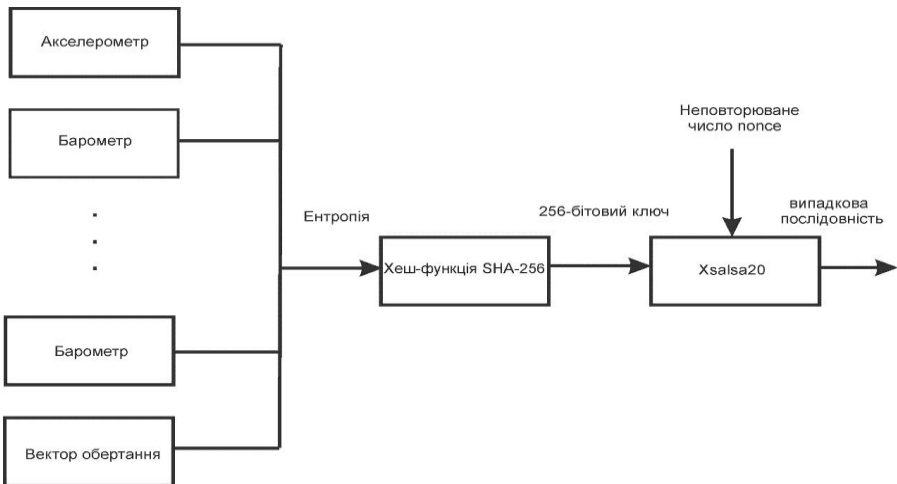 Акселерометр
Барометр
.
.
.
Барометр
Вектор обертання
Ентропія
Хеш-функція SHA-256
256-бітовий ключ
Неповторюване
число nonce
Xsalsa20
випадкова
послідовність